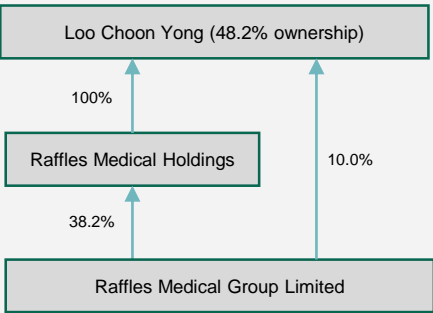 Loo Choon Yong (48.2% ownership)
100%
Raffles Medical Holdings
10.0%
38.2%
Raffles Medical Group Limited